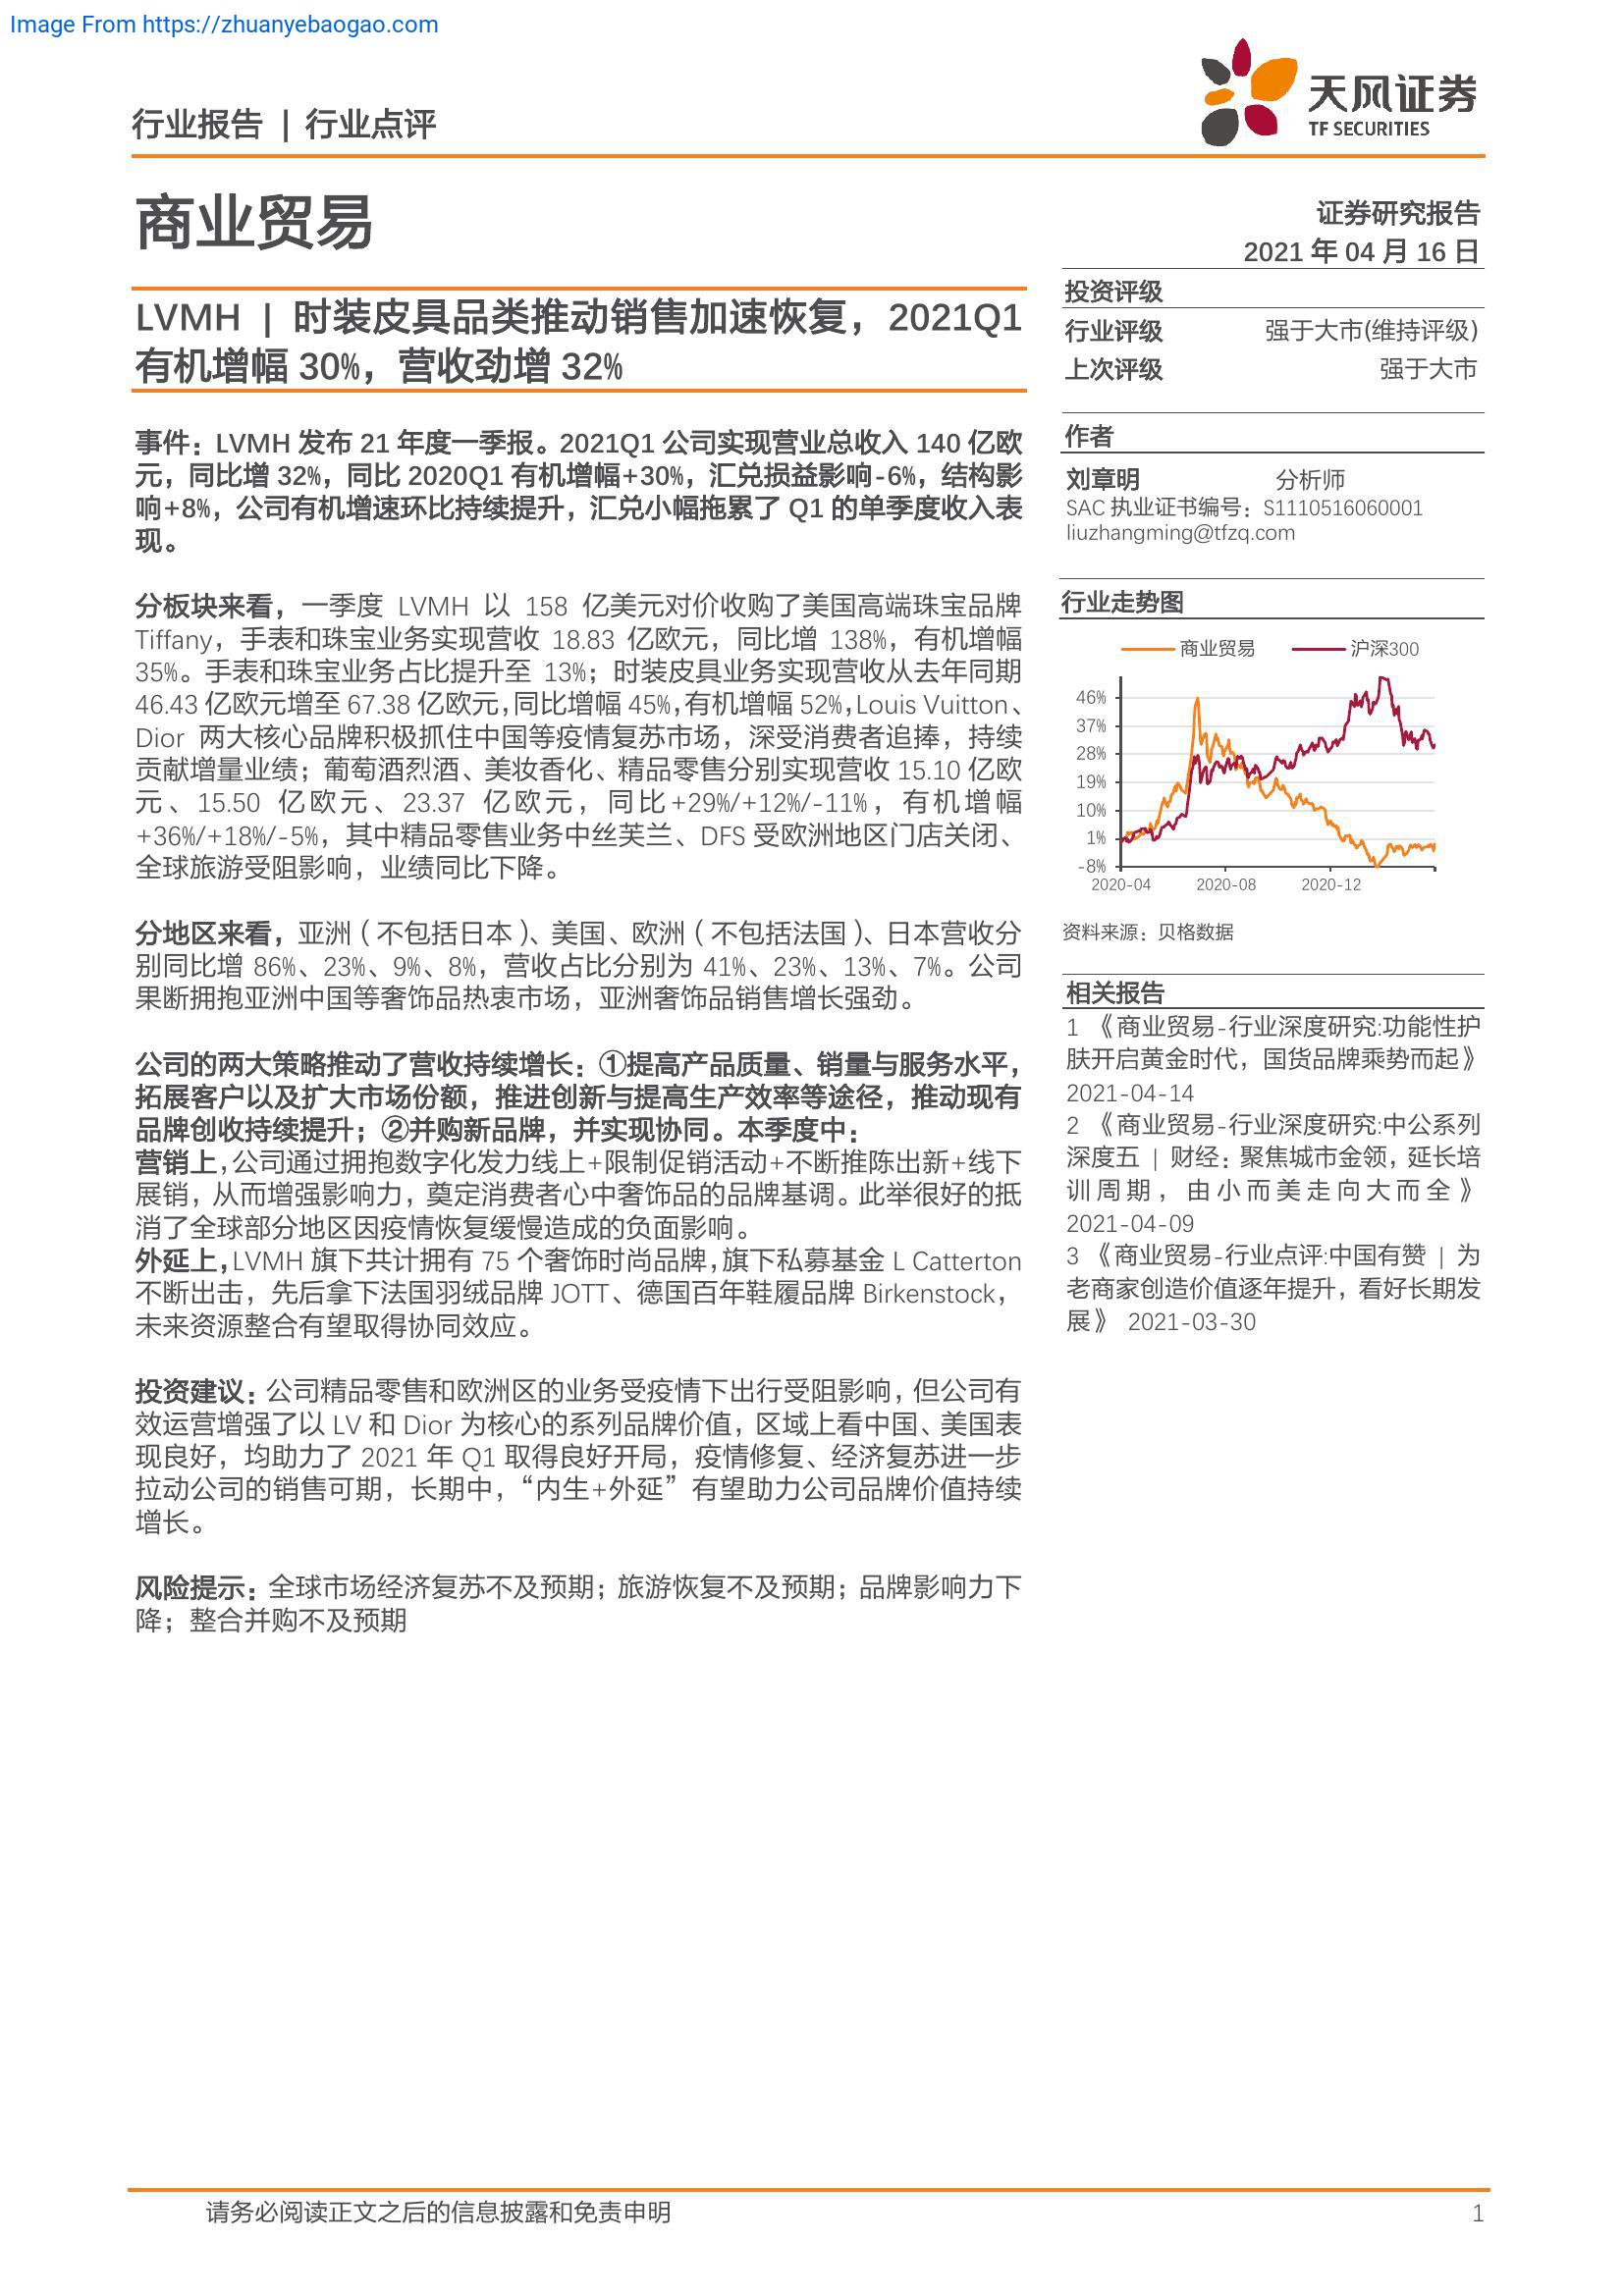 Image From https://zhuanyebaogao.com
行业报告 | 行业点评
天风证券
TF SECURITIES
商业贸易
证券研究报告
2021 年 04 月 16 日
LVMH | 时装皮具品类推动销售加速恢复，2021Q1
有机增幅 30%，营收劲增 32%
事件：LVMH 发布 21 年度一季报。2021Q1 公司实现营业总收入 140 亿欧
元，同比增 32%，同比 2020Q1 有机增幅+30%，汇兑损益影响-6%，结构影
响+8%，公司有机增速环比持续提升，汇兑小幅拖累了 Q1 的单季度收入表
现。
分板块来看，一季度 LVMH 以 158 亿美元对价收购了美国高端珠宝品牌
Tiffany，手表和珠宝业务实现营收 18.83 亿欧元，同比增 138%，有机增幅
35%。手表和珠宝业务占比提升至 13%；时装皮具业务实现营收从去年同期
46.43 亿欧元增至 67.38 亿欧元，同比增幅 45%，有机增幅 52%，Louis Vuitton、
Dior 两大核心品牌积极抓住中国等疫情复苏市场，深受消费者追捧，持续
贡献增量业绩；葡萄酒烈酒、美妆香化、精品零售分别实现营收 15.10 亿欧
元、15.50 亿欧元、23.37 亿欧元，同比+29%/+12%/-11%，有机增幅
+36%/+18%/-5%，其中精品零售业务中丝芙兰、DFS 受欧洲地区门店关闭、
全球旅游受阻影响，业绩同比下降。
分地区来看，亚洲（不包括日本）、美国、欧洲（不包括法国）、日本营收分
别同比增 86%、23%、9%、8%，营收占比分别为 41%、23%、13%、7%。公司
果断拥抱亚洲中国等奢饰品热衷市场，亚洲奢饰品销售增长强劲。
公司的两大策略推动了营收持续增长：①提高产品质量、销量与服务水平，
拓展客户以及扩大市场份额，推进创新与提高生产效率等途径，推动现有
品牌创收持续提升；②并购新品牌，并实现协同。本季度中：
营销上，公司通过拥抱数字化发力线上+限制促销活动+不断推陈出新+线下
展销，从而增强影响力，奠定消费者心中奢饰品的品牌基调。此举很好的抵
消了全球部分地区因疫情恢复缓慢造成的负面影响。
外延上，LVMH 旗下共计拥有 75 个奢饰时尚品牌，旗下私募基金 L Catterton
不断出击，先后拿下法国羽绒品牌 JOTT、德国百年鞋履品牌 Birkenstock，
未来资源整合有望取得协同效应。
投资建议：公司精品零售和欧洲区的业务受疫情下出行受阻影响，但公司有
效运营增强了以 LV 和 Dior 为核心的系列品牌价值，区域上看中国、美国表
现良好，均助力了 2021 年 Q1 取得良好开局，疫情修复、经济复苏进一步
拉动公司的销售可期，长期中，“内生+外延”有望助力公司品牌价值持续
增长。
风险提示：全球市场经济复苏不及预期；旅游恢复不及预期；品牌影响力下
降；整合并购不及预期
投资评级
行业评级 强于大市(维持评级)
上次评级 强于大市
作者
刘章明 分析师
SAC 执业证书编号：S1110516060001
liuzhangming@tfzq.com
行业走势图
商业贸易 沪深300
46%
37%
28%
19%
10%
1%
-8%
2020-04 2020-08 2020-12
资料来源：贝格数据
相关报告
1 《商业贸易-行业深度研究:功能性护
肤开启黄金时代，国货品牌乘势而起》
2021-04-14
2 《商业贸易-行业深度研究:中公系列
深度五 | 财经：聚焦城市金领，延长培
训周期，由小而美走向大而全》
2021-04-09
3 《商业贸易-行业点评:中国有赞 | 为
老商家创造价值逐年提升，看好长期发
展》 2021-03-30
请务必阅读正文之后的信息披露和免责申明
1